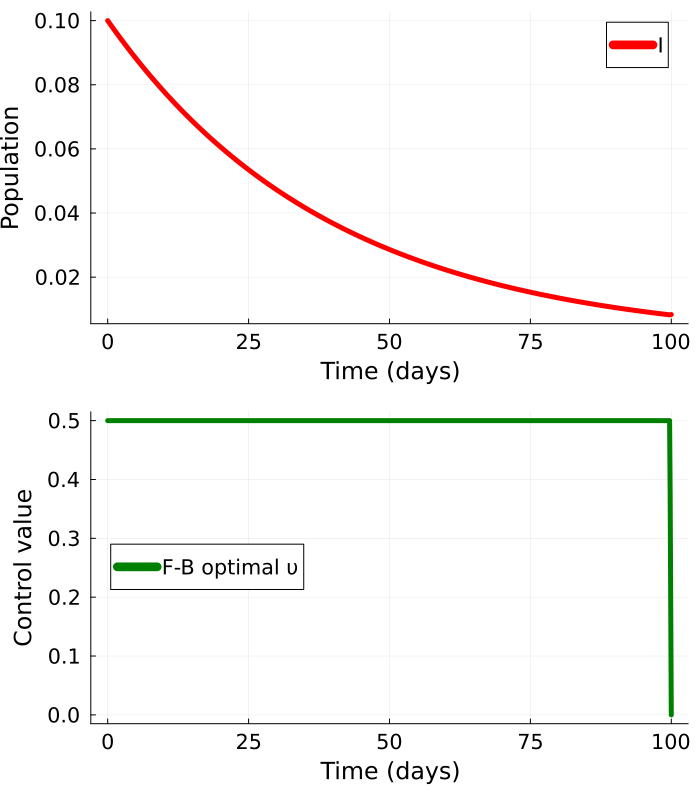 0.10
0.08
0.06
0.04
0.02
Population
I
0 25 50 75 100
Time (days)
0.5
0.4
0.3
0.2
0.1
0.0
Control value
F-B optimal υ
0 25 50 75 100
Time (days)